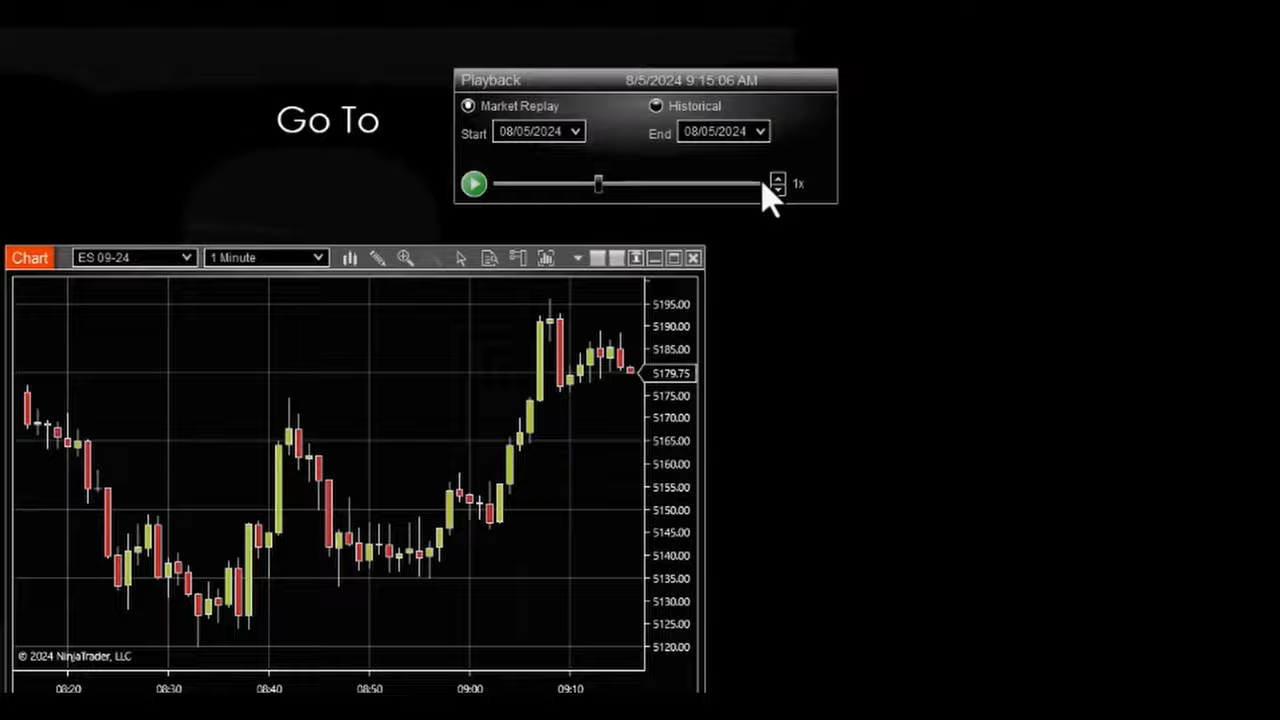 Playback 8/5/2024 9:15:06 AM
Market Replay Historical
Go To
Start 08/05/2024 End 08/05/2024
1x
Chart ES 09-24 1 Minute
5195.00
5190.00
5185.00
5179.75
5175.00
5170.00
5165.00
5160.00
5155.00
5150.00
5145.00
5140.00
5135.00
5130.00
5125.00
5120.00
© 2024 NinjaTrader, LLC
08:20 08:30 08:40 08:50 09:00 09:10